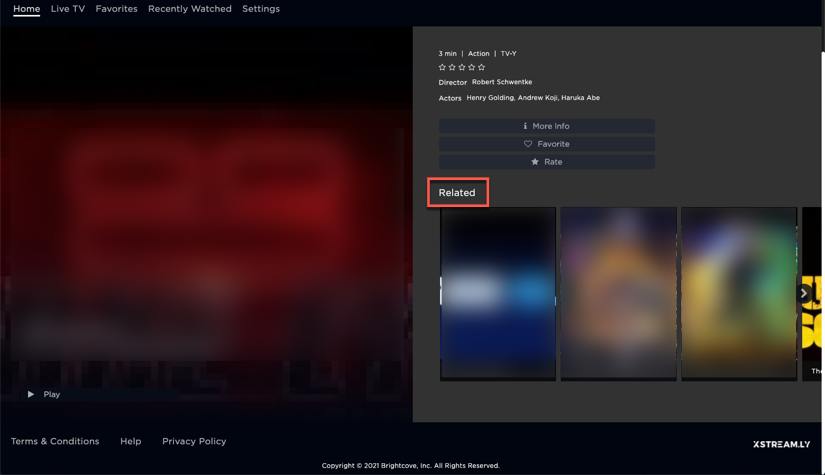 Home Live TV Favorites Recently Watched Settings
3 min | Action | TV-Y
Director Robert Schwentke
Actors Henry Golding, Andrew Koji, Haruka Abe
More Info
Favorite
Rate
Related
Play
Terms & Conditions Help Privacy Policy
XSTREAM.LY
Copyright © 2021 Brightcove, Inc. All Rights Reserved.